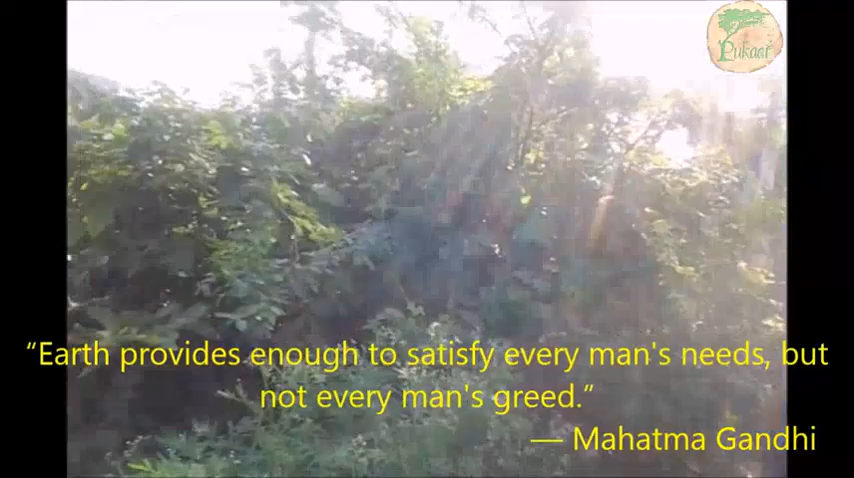 Pukaar
“Earth provides enough to satisfy every man's needs, but
not every man's greed.”
— Mahatma Gandhi